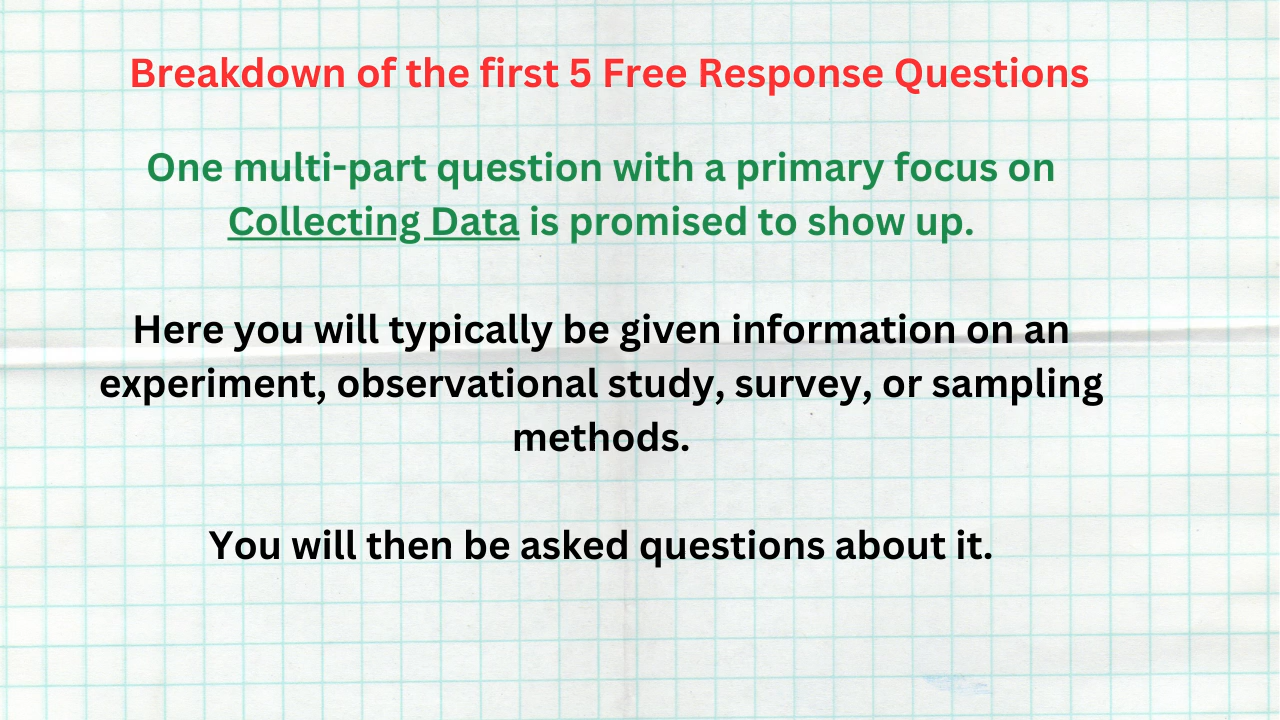 Breakdown of the first 5 Free Response Questions
One multi-part question with a primary focus on
Collecting Data is promised to show up.
Here you will typically be given information on an
experiment, observational study, survey, or sampling
methods.
You will then be asked questions about it.